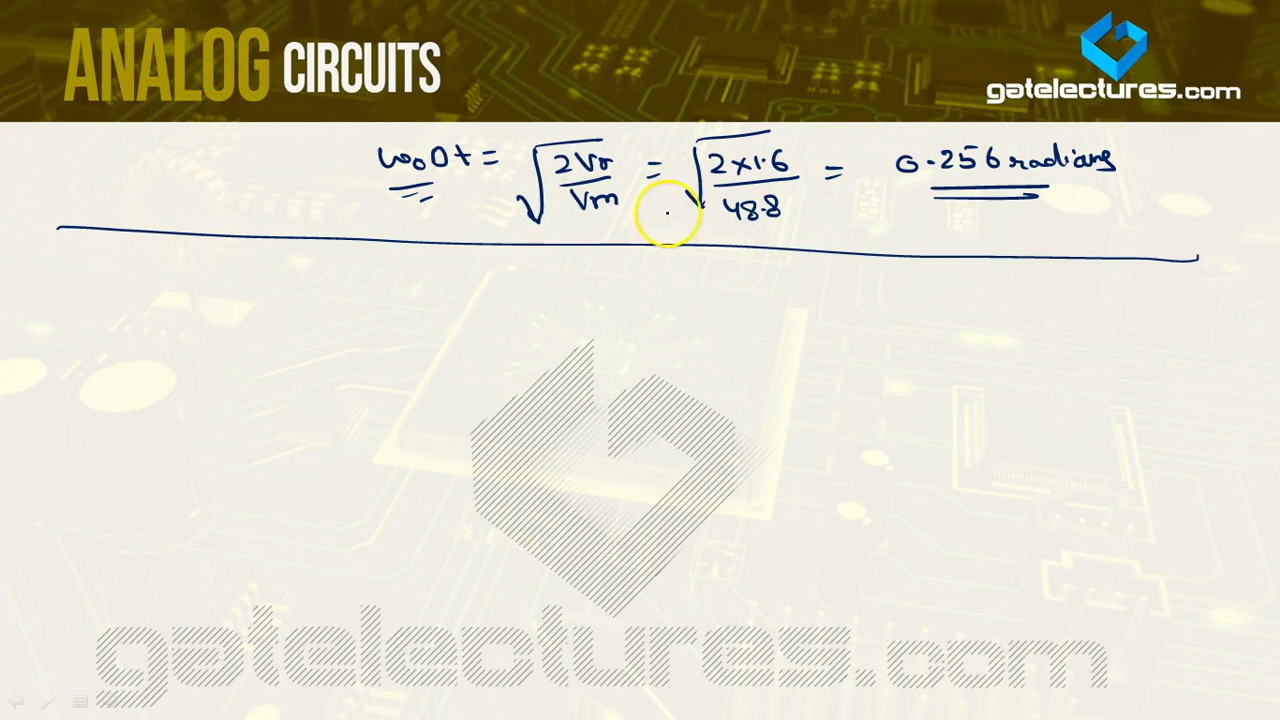 ANALOG CIRCUITS
gatelectures.com
ω₀Δt = √(2Vr/Vm) = √(2×1.6/48.8) = 0.256 radians
gatelectures.com